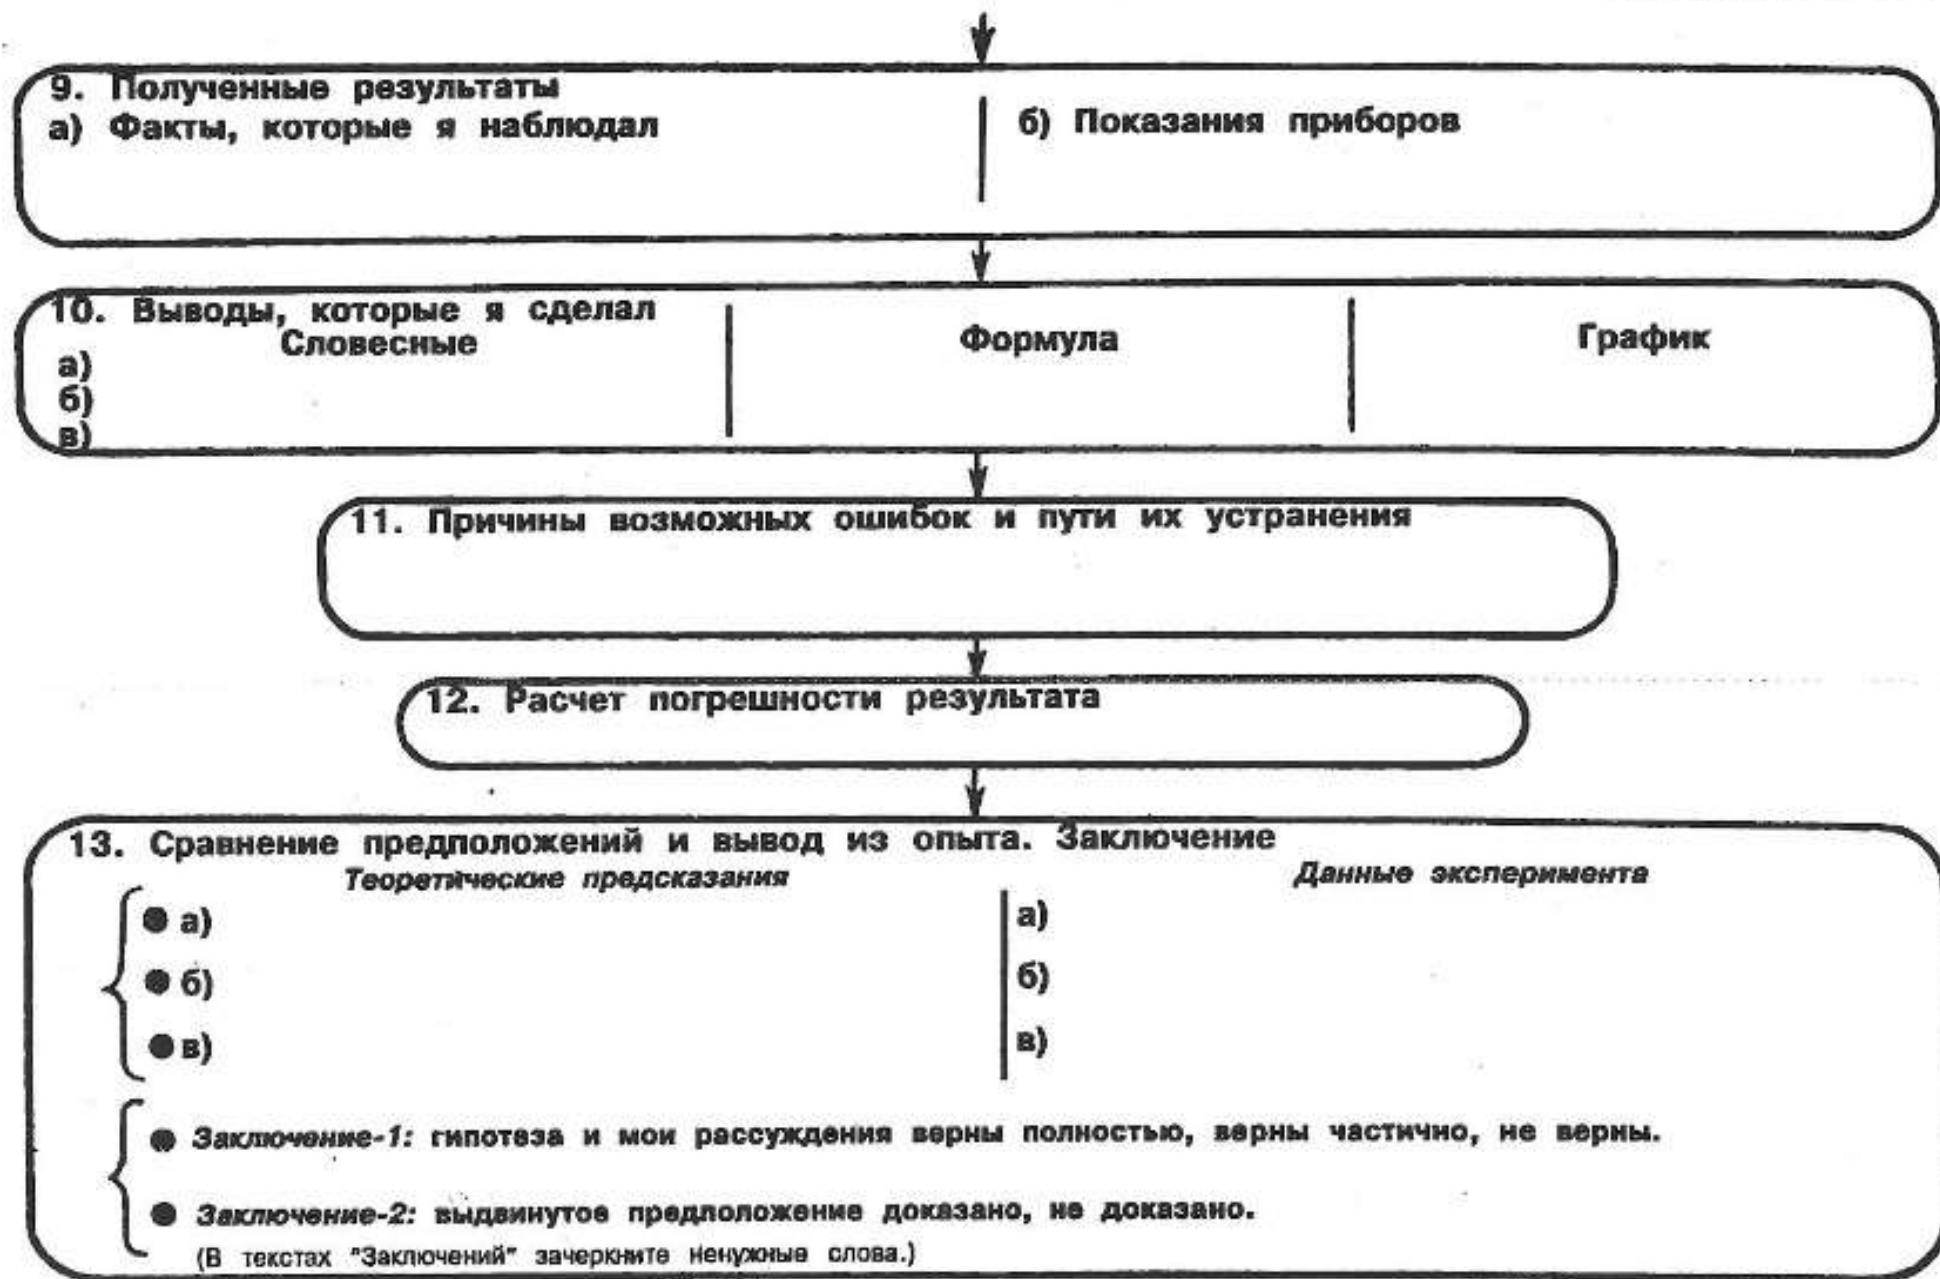 9. Полученные результаты
а) Факты, которые я наблюдал
б) Показания приборов
10. Выводы, которые я сделал
Словесные
а)
б)
в)
Формула
График
11. Причины возможных ошибок и пути их устранения
12. Расчет погрешности результата
13. Сравнение предположений и вывод из опыта. Заключение
Теоретические предсказания
Данные эксперимента
● а)
● б)
● в)
а)
б)
в)
● Заключение-1: гипотеза и мои рассуждения верны полностью, верны частично, не верны.
● Заключение-2: выдвинутое предположение доказано, не доказано.
(В текстах "Заключений" зачеркните ненужные слова.)